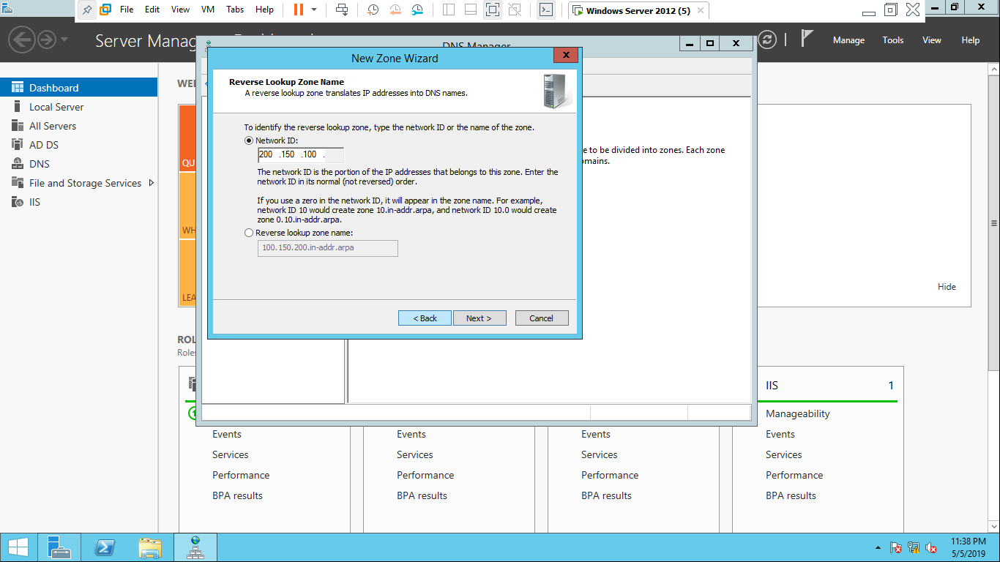 File Edit View VM Tabs Help
Windows Server 2012 (5)
Server Manag
Manage Tools View Help
DNS Manager
New Zone Wizard
Reverse Lookup Zone Name
A reverse lookup zone translates IP addresses into DNS names.
To identify the reverse lookup zone, type the network ID or the name of the zone.
Network ID:
200 .150 .100 .
The network ID is the portion of the IP addresses that belongs to this zone. Enter the
network ID in its normal (not reversed) order.
If you use a zero in the network ID, it will appear in the zone name. For example,
network ID 10 would create zone 10.in-addr.arpa, and network ID 10.0 would create
zone 0.10.in-addr.arpa.
Reverse lookup zone name:
100.150.200.in-addr.arpa
< Back Next > Cancel
e to be divided into zones. Each zone
mains.
Dashboard
Local Server
All Servers
AD DS
DNS
File and Storage Services
IIS
WEL
QU
WH
LEA
Hide
ROL
Roles
IIS 1
Manageability
Events Events Events Events
Services Services Services Services
Performance Performance Performance Performance
BPA results BPA results BPA results BPA results
11:38 PM
5/5/2019